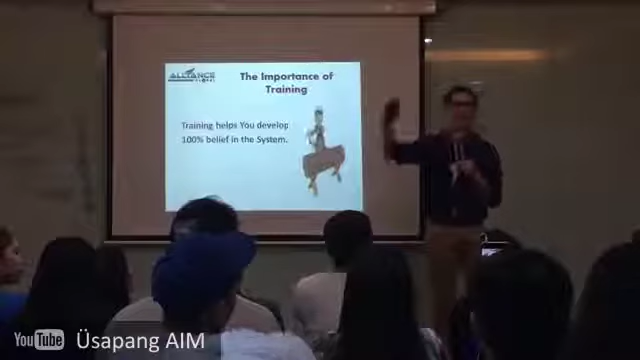 ALLIANCE
GLOBAL
The Importance of
Training
Training helps You develop
100% belief in the System.
YouTube Üsapang AIM